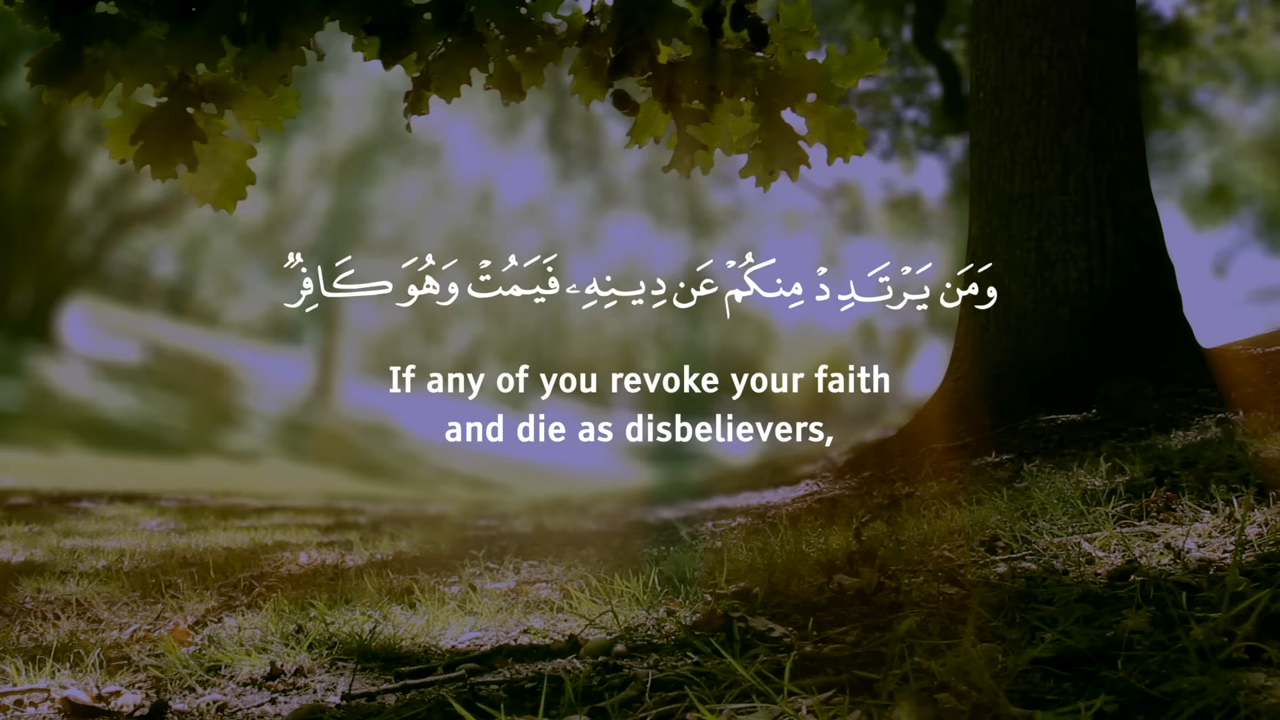 وَمَن يَرْتَدِدْ مِنكُمْ عَن دِينِهِۦ فَيَمُتْ وَهُوَ كَافِرٌ
If any of you revoke your faith
and die as disbelievers,